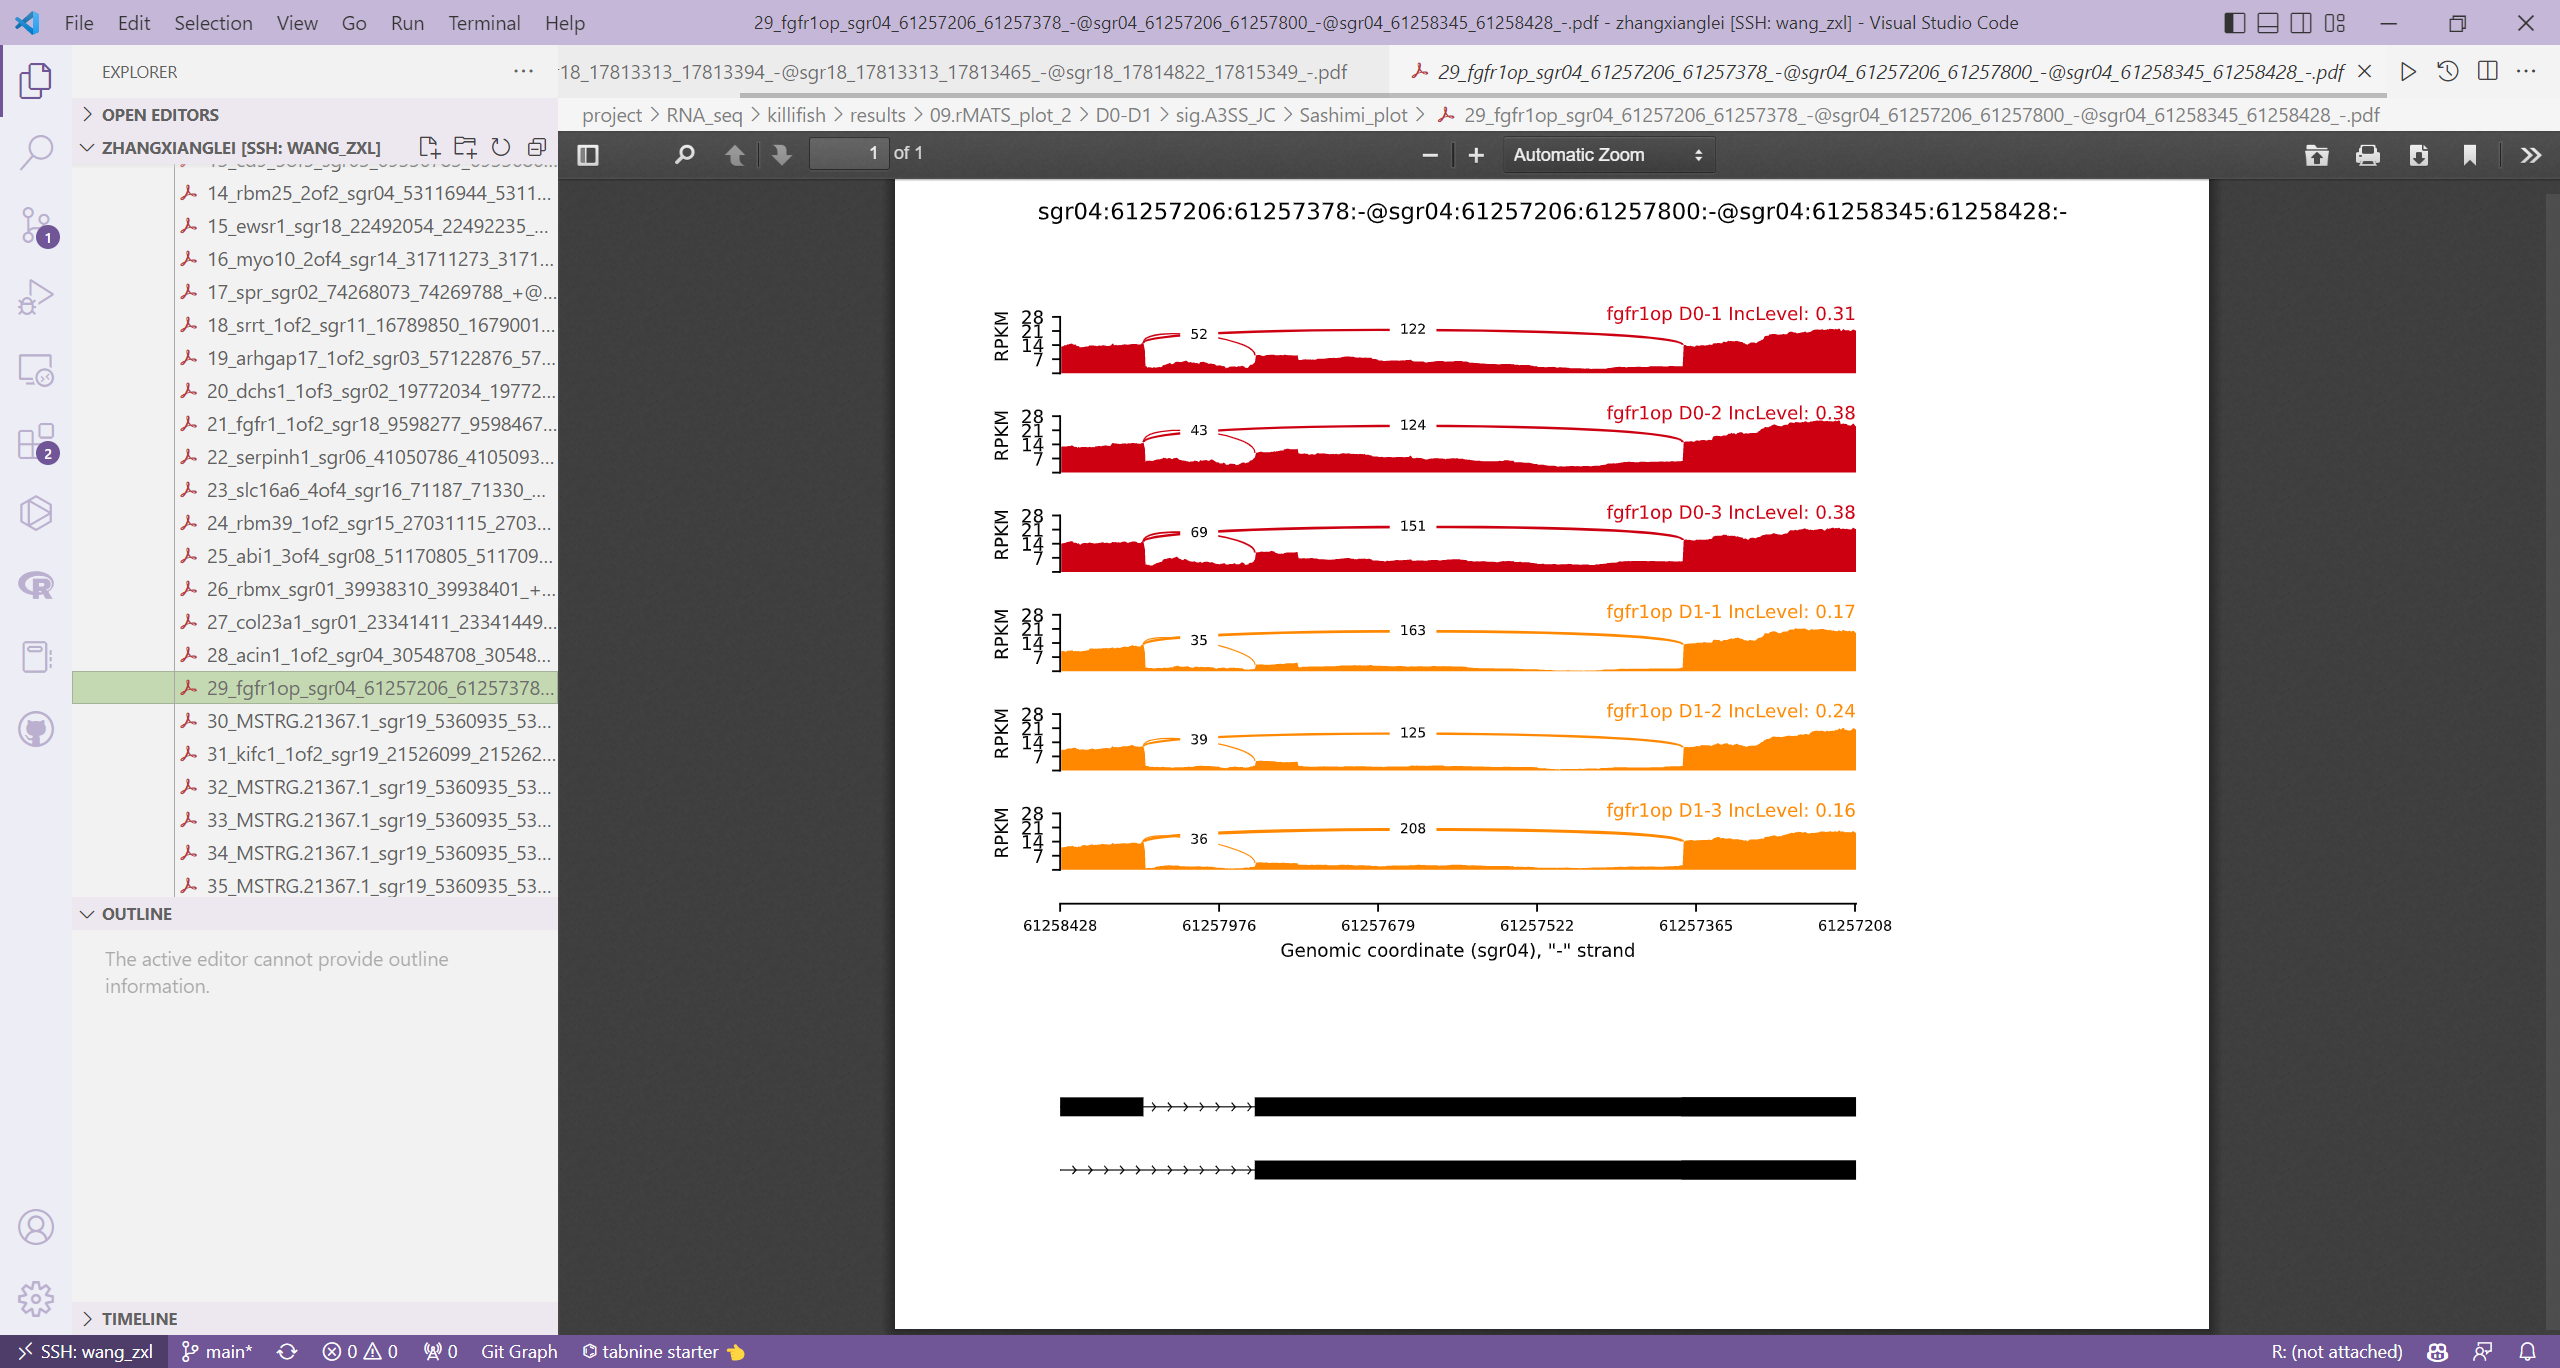 File Edit Selection View Go Run Terminal Help
29_fgfr1op_sgr04_61257206_61257378_-@sgr04_61257206_61257800_-@sgr04_61258345_61258428_-.pdf - zhangxianglei [SSH: wang_zxl] - Visual Studio Code
EXPLORER
18_17813313_17813394_-@sgr18_17813313_17813465_-@sgr18_17814822_17815349_-.pdf
29_fgfr1op_sgr04_61257206_61257378_-@sgr04_61257206_61257800_-@sgr04_61258345_61258428_-.pdf
OPEN EDITORS
project > RNA_seq > killifish > results > 09.rMATS_plot_2 > D0-D1 > sig.A3SS_JC > Sashimi_plot > 29_fgfr1op_sgr04_61257206_61257378_-@sgr04_61257206_61257800_-@sgr04_61258345_61258428_-.pdf
ZHANGXIANGLEI [SSH: WANG_ZXL]
1 of 1
Automatic Zoom
14_rbm25_2of2_sgr04_53116944_5311...
15_ewsr1_sgr18_22492054_22492235_...
16_myo10_2of4_sgr14_31711273_3171...
17_spr_sgr02_74268073_74269788_+@...
18_srrt_1of2_sgr11_16789850_1679001...
19_arhgap17_1of2_sgr03_57122876_57...
20_dchs1_1of3_sgr02_19772034_19772...
21_fgfr1_1of2_sgr18_9598277_9598467...
22_serpinh1_sgr06_41050786_4105093...
23_slc16a6_4of4_sgr16_71187_71330_...
24_rbm39_1of2_sgr15_27031115_2703...
25_abi1_3of4_sgr08_51170805_511709...
26_rbmx_sgr01_39938310_39938401_+...
27_col23a1_sgr01_23341411_23341449...
28_acin1_1of2_sgr04_30548708_30548...
29_fgfr1op_sgr04_61257206_61257378...
30_MSTRG.21367.1_sgr19_5360935_53...
31_kifc1_1of2_sgr19_21526099_215262...
32_MSTRG.21367.1_sgr19_5360935_53...
33_MSTRG.21367.1_sgr19_5360935_53...
34_MSTRG.21367.1_sgr19_5360935_53...
35_MSTRG.21367.1_sgr19_5360935_53...
1
2
OUTLINE
The active editor cannot provide outline
information.
TIMELINE
sgr04:61257206:61257378:-@sgr04:61257206:61257800:-@sgr04:61258345:61258428:-
fgfr1op D0-1 IncLevel: 0.31
RPKM
28
21
14
7
52
122
fgfr1op D0-2 IncLevel: 0.38
RPKM
28
21
14
7
43
124
fgfr1op D0-3 IncLevel: 0.38
RPKM
28
21
14
7
69
151
fgfr1op D1-1 IncLevel: 0.17
RPKM
28
21
14
7
35
163
fgfr1op D1-2 IncLevel: 0.24
RPKM
28
21
14
7
39
125
fgfr1op D1-3 IncLevel: 0.16
RPKM
28
21
14
7
36
208
61258428 61257976 61257679 61257522 61257365 61257208
Genomic coordinate (sgr04), "-" strand
SSH: wang_zxl main* 0 0 0 Git Graph tabnine starter R: (not attached)